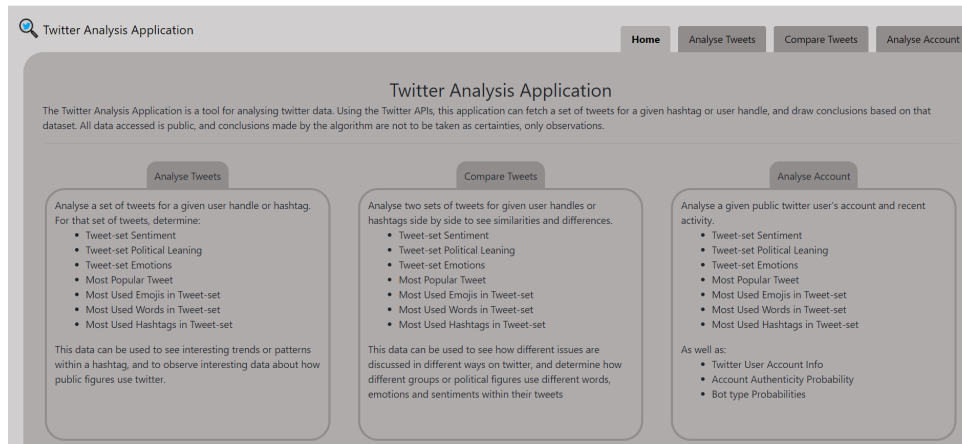 Twitter Analysis Application
Home
Analyse Tweets
Compare Tweets
Analyse Account
Twitter Analysis Application
The Twitter Analysis Application is a tool for analysing twitter data. Using the Twitter APIs, this application can fetch a set of tweets for a given hashtag or user handle, and draw conclusions based on that
dataset. All data accessed is public, and conclusions made by the algorithm are not to be taken as certainties, only observations.
Analyse Tweets
Analyse a set of tweets for a given user handle or hashtag.
For that set of tweets, determine:
• Tweet-set Sentiment
• Tweet-set Political Leaning
• Tweet-set Emotions
• Most Popular Tweet
• Most Used Emojis in Tweet-set
• Most Used Words in Tweet-set
• Most Used Hashtags in Tweet-set
This data can be used to see interesting trends or patterns
within a hashtag, and to observe interesting data about how
public figures use twitter.
Compare Tweets
Analyse two sets of tweets for given user handles or
hashtags side by side to see similarities and differences.
• Tweet-set Sentiment
• Tweet-set Political Leaning
• Tweet-set Emotions
• Most Popular Tweet
• Most Used Emojis in Tweet-set
• Most Used Words in Tweet-set
• Most Used Hashtags in Tweet-set
This data can be used to see how different issues are
discussed in different ways on twitter, and determine how
different groups or political figures use different words,
emotions and sentiments within their tweets
Analyse Account
Analyse a given public twitter user's account and recent
activity.
• Tweet-set Sentiment
• Tweet-set Political Leaning
• Tweet-set Emotions
• Most Popular Tweet
• Most Used Emojis in Tweet-set
• Most Used Words in Tweet-set
• Most Used Hashtags in Tweet-set
As well as:
• Twitter User Account Info
• Account Authenticity Probability
• Bot type Probabilities